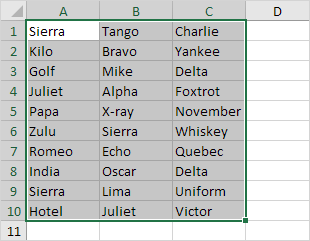 A B C D
1 Sierra Tango Charlie
2 Kilo Bravo Yankee
3 Golf Mike Delta
4 Juliet Alpha Foxtrot
5 Papa X-ray November
6 Zulu Sierra Whiskey
7 Romeo Echo Quebec
8 India Oscar Delta
9 Sierra Lima Uniform
10 Hotel Juliet Victor
11